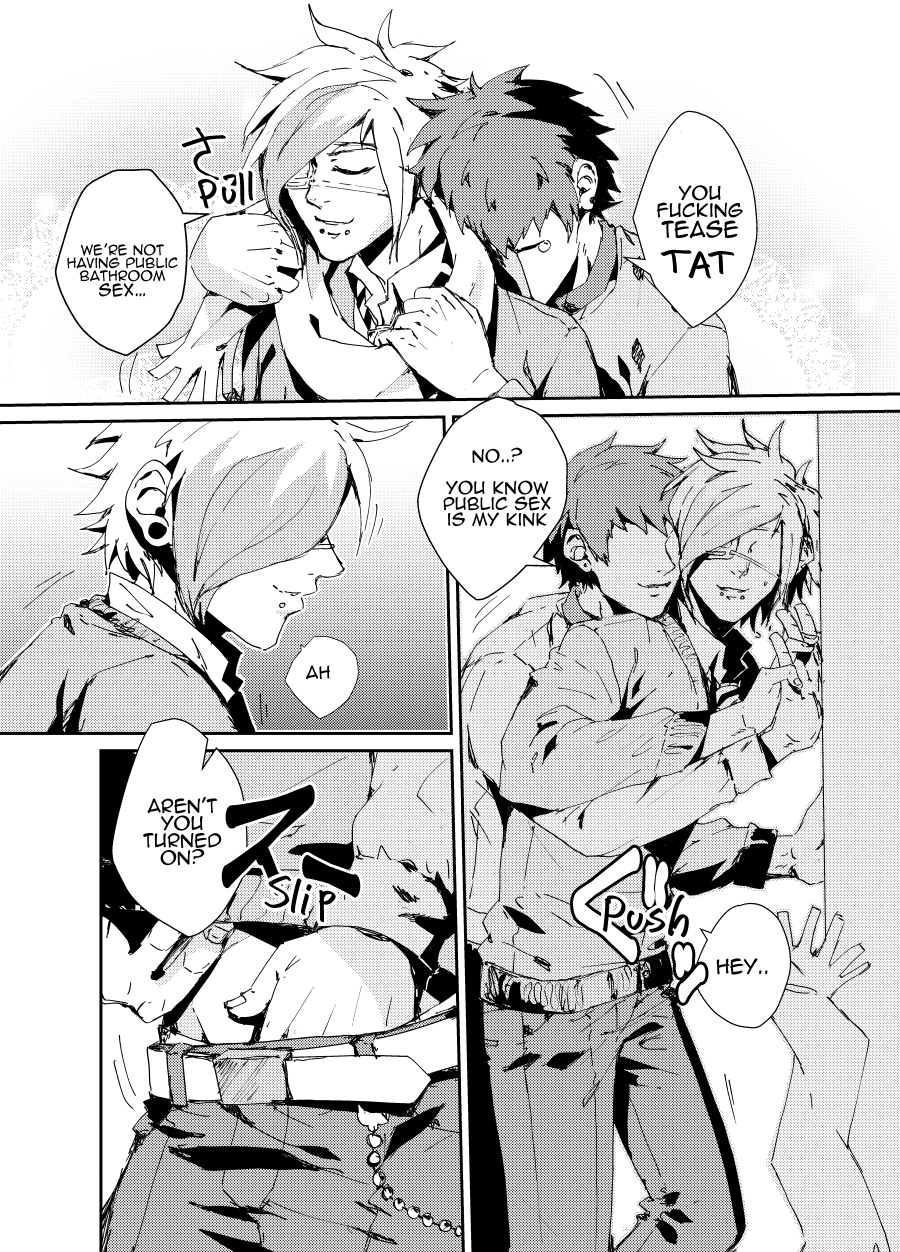 YOU
FUCKING
TEASE
TAT
さ
Pull
WE'RE NOT
HAVING PUBLIC
BATHROOM
SEX...
NO..?
YOU KNOW
PUBLIC SEX
IS MY KINK
AH
Push
HEY..
AREN'T
YOU
TURNED
ON?
スー
Slip